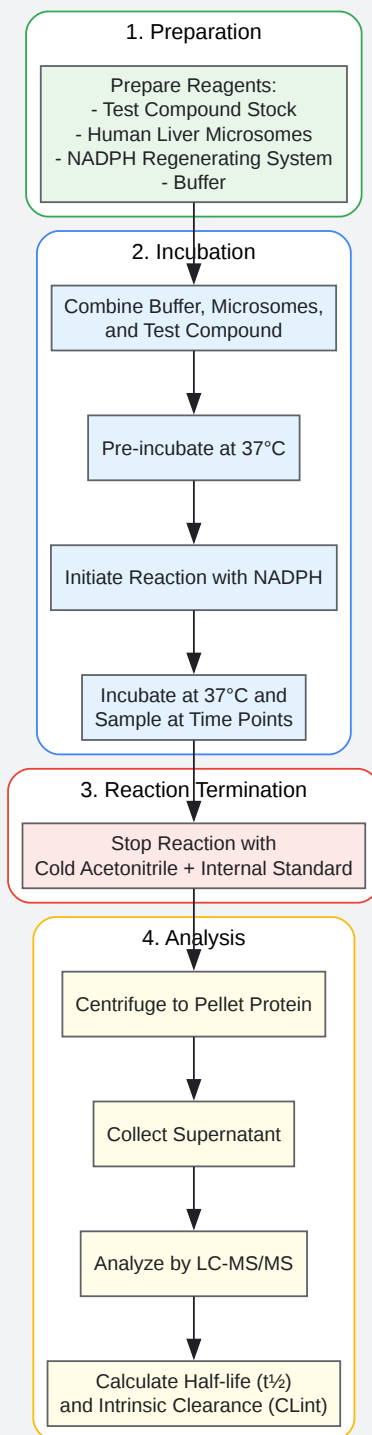 1. Preparation
Prepare Reagents:
- Test Compound Stock
- Human Liver Microsomes
- NADPH Regenerating System
- Buffer
2. Incubation
Combine Buffer, Microsomes,
and Test Compound
Pre-incubate at 37°C
Initiate Reaction with NADPH
Incubate at 37°C and
Sample at Time Points
3. Reaction Termination
Stop Reaction with
Cold Acetonitrile + Internal Standard
4. Analysis
Centrifuge to Pellet Protein
Collect Supernatant
Analyze by LC-MS/MS
Calculate Half-life (t½)
and Intrinsic Clearance (CLint)